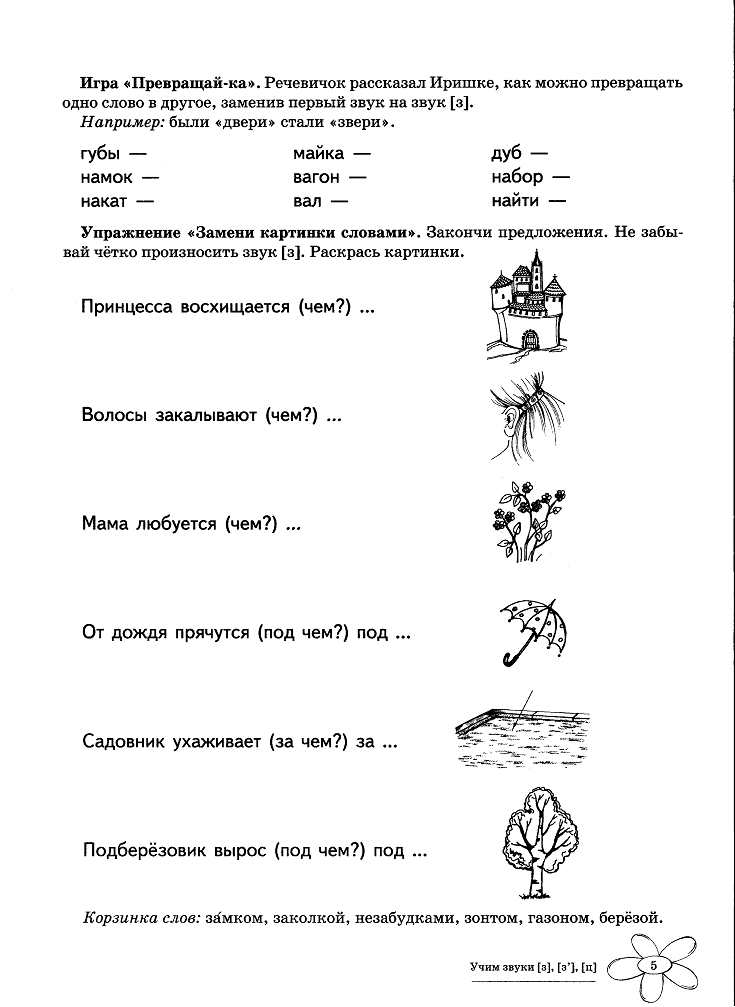 Игра «Превращай-ка». Речевичок рассказал Иришке, как можно превращать
одно слово в другое, заменив первый звук на звук [з].
Например: были «двери» стали «звери».
губы — майка — дуб —
намок — вагон — набор —
накат — вал — найти —
Упражнение «Замени картинки словами». Закончи предложения. Не забы-
вай чётко произносить звук [з]. Раскрась картинки.
Принцесса восхищается (чем?) ...
Волосы закалывают (чем?) ...
Мама любуется (чем?) ...
От дождя прячутся (под чем?) под ...
Садовник ухаживает (за чем?) за ...
Подберёзовик вырос (под чем?) под ...
Корзинка слов: за́мком, заколкой, незабудками, зонтом, газоном, берёзой.
Учим звуки [з], [з’], [ц] 5